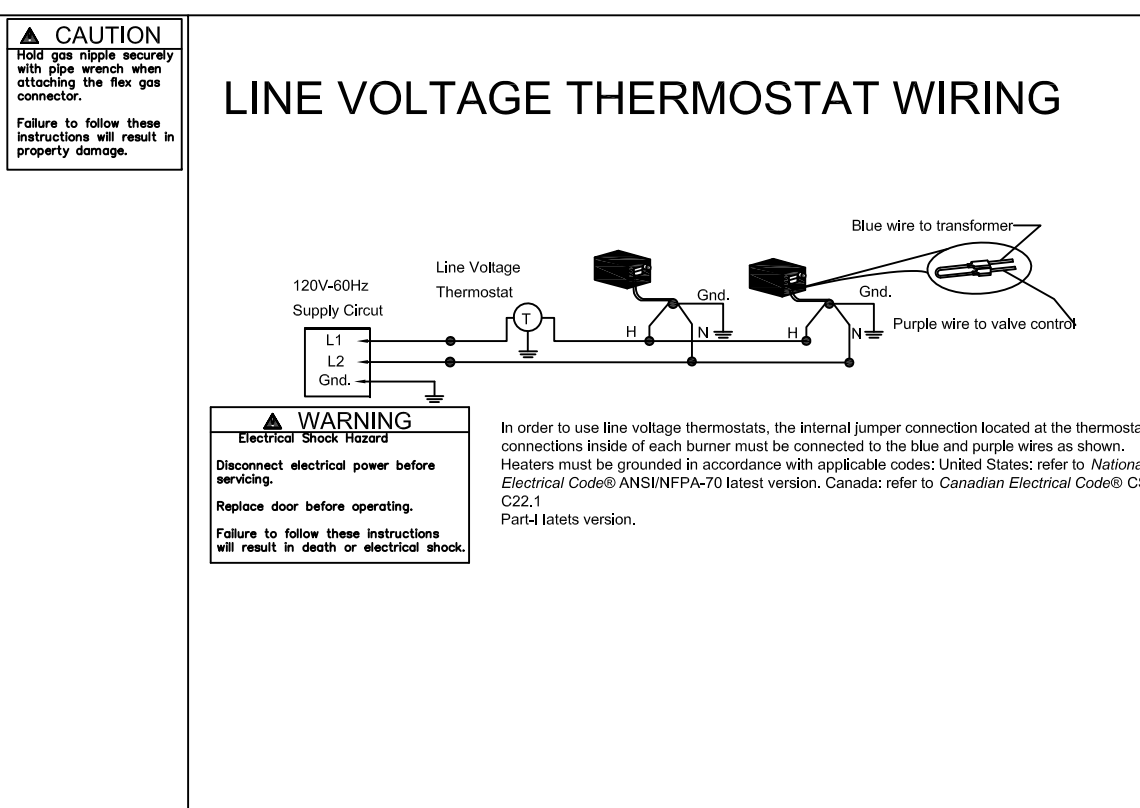 CAUTION
Hold gas nipple securely
with pipe wrench when
attaching the flex gas
connector.
Failure to follow these
instructions will result in
property damage.
LINE VOLTAGE THERMOSTAT WIRING
Blue wire to transformer
Line Voltage
Thermostat
120V-60Hz
Supply Circut
Gnd.
Gnd.
Purple wire to valve control
T
H
N
H
N
L1
L2
Gnd.
WARNING
Electrical Shock Hazard
Disconnect electrical power before
servicing.
Replace door before operating.
Failure to follow these instructions
will result in death or electrical shock.
In order to use line voltage thermostats, the internal jumper connection located at the thermosta
connections inside of each burner must be connected to the blue and purple wires as shown.
Heaters must be grounded in accordance with applicable codes: United States: refer to Nationa
Electrical Code® ANSI/NFPA-70 latest version. Canada: refer to Canadian Electrical Code® CS
C22.1
Part-I latets version.